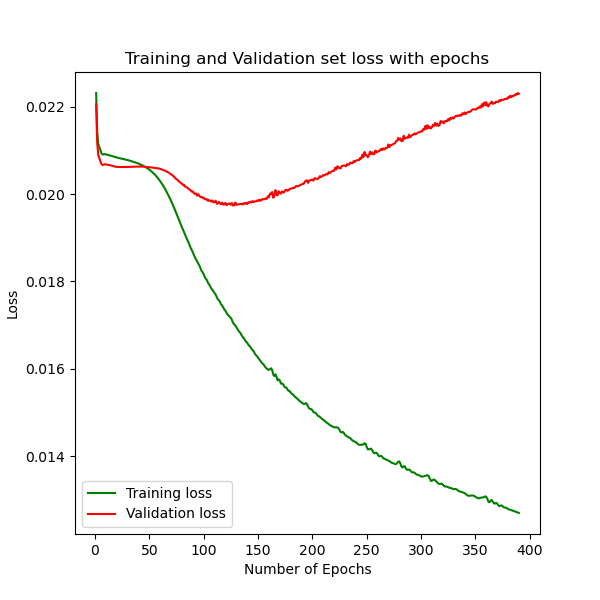 Training and Validation set loss with epochs
0.022
0.020
0.018
0.016
0.014
Loss
Training loss
Validation loss
0 50 100 150 200 250 300 350 400
Number of Epochs